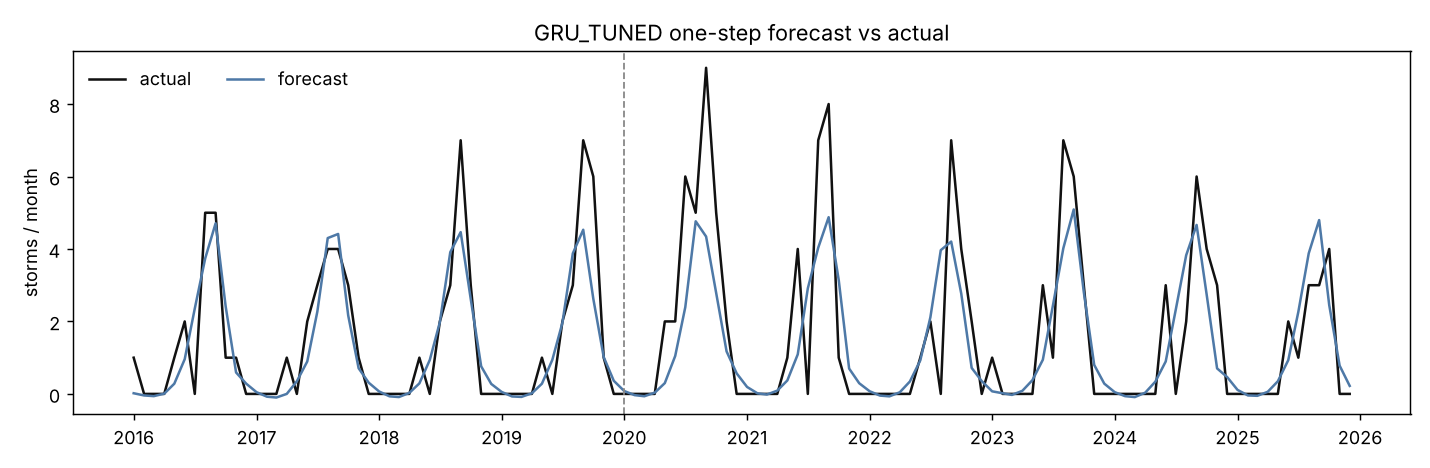 GRU_TUNED one-step forecast vs actual
actual
forecast
storms / month
8
6
4
2
0
2016 2017 2018 2019 2020 2021 2022 2023 2024 2025 2026